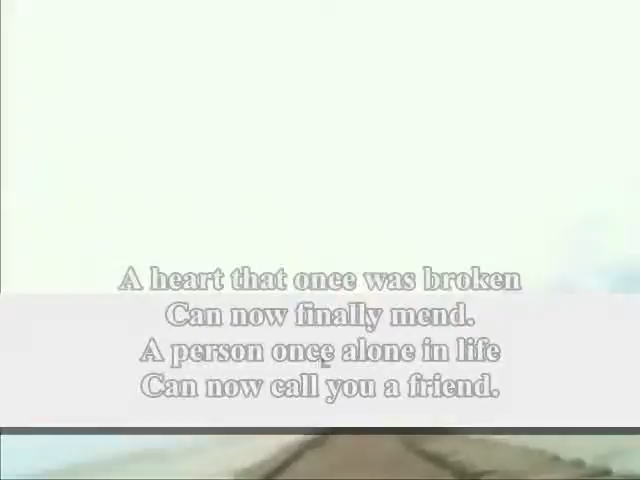 A heart that once was broken
Can now finally mend.
A person once alone in life
Can now call you a friend.